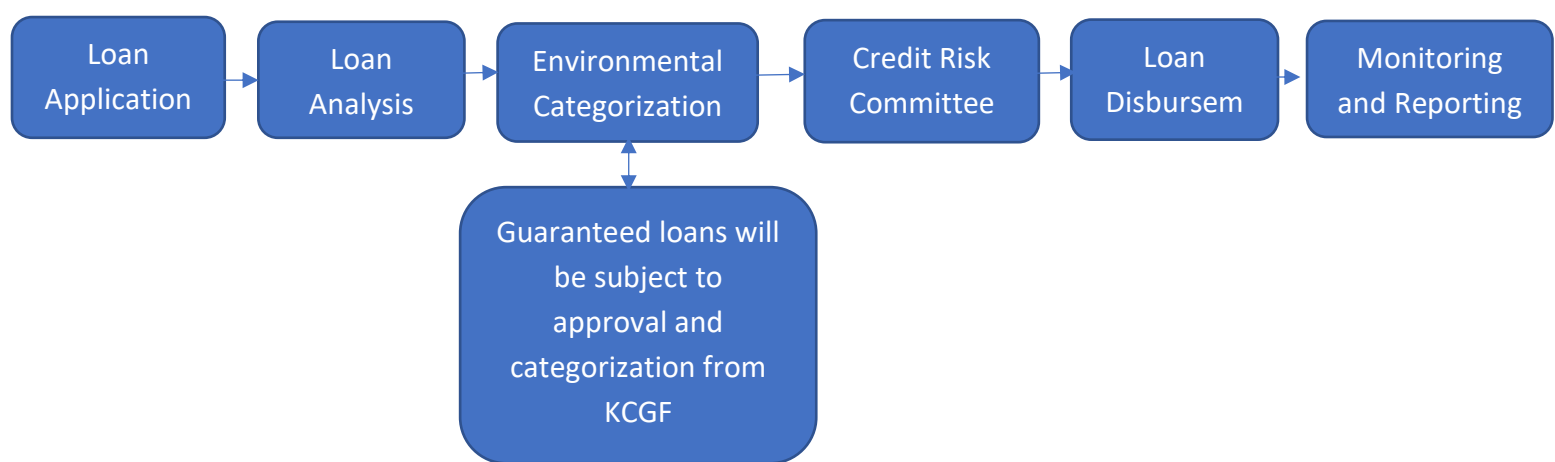 Loan
Application
Loan
Analysis
Environmental
Categorization
Credit Risk
Committee
Loan
Disbursem
Monitoring
and Reporting
Guaranteed loans will
be subject to
approval and
categorization from
KCGF